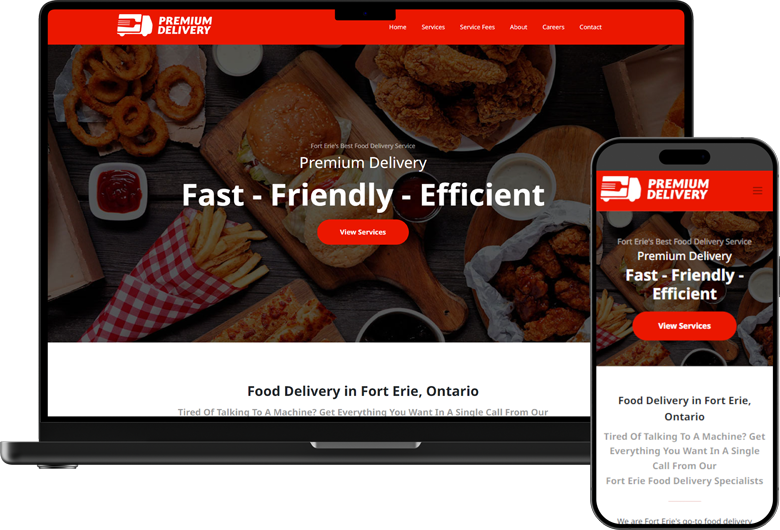 PREMIUM
DELIVERY
Home Services Service Fees About Careers Contact
Fort Erie's Best Food Delivery Service
Premium Delivery
Fast - Friendly - Efficient
View Services
Food Delivery in Fort Erie, Ontario
Tired Of Talking To A Machine? Get Everything You Want In A Single Call From Our
PREMIUM
DELIVERY
Fort Erie's Best Food Delivery Service
Premium Delivery
Fast - Friendly -
Efficient
View Services
Food Delivery in Fort Erie,
Ontario
Tired Of Talking To A Machine? Get
Everything You Want In A Single
Call From Our
Fort Erie Food Delivery Specialists
We are Fort Erie's go-to food delivery